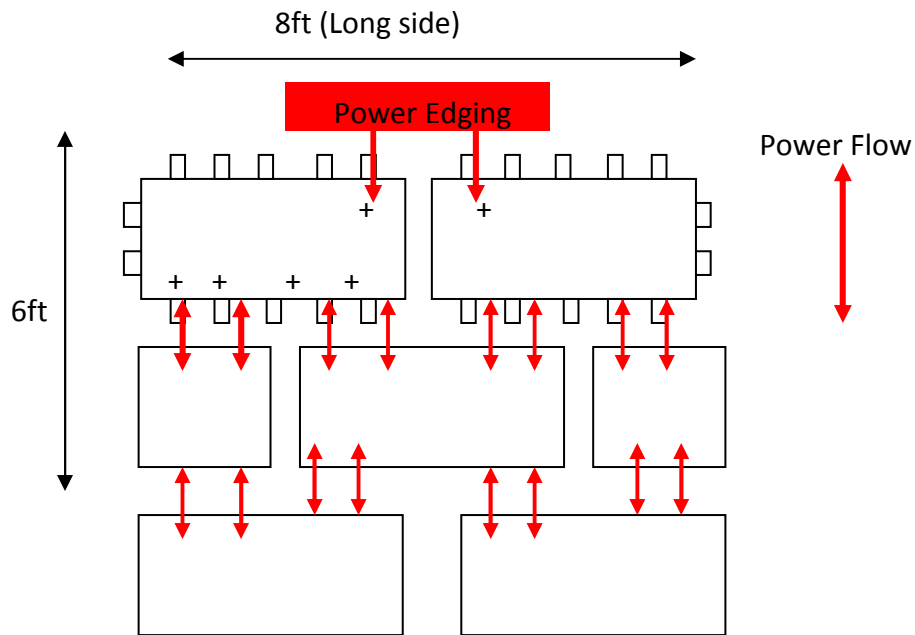 8ft (Long side)
Power Edging
Power Flow
+ +
+ + + +
6ft